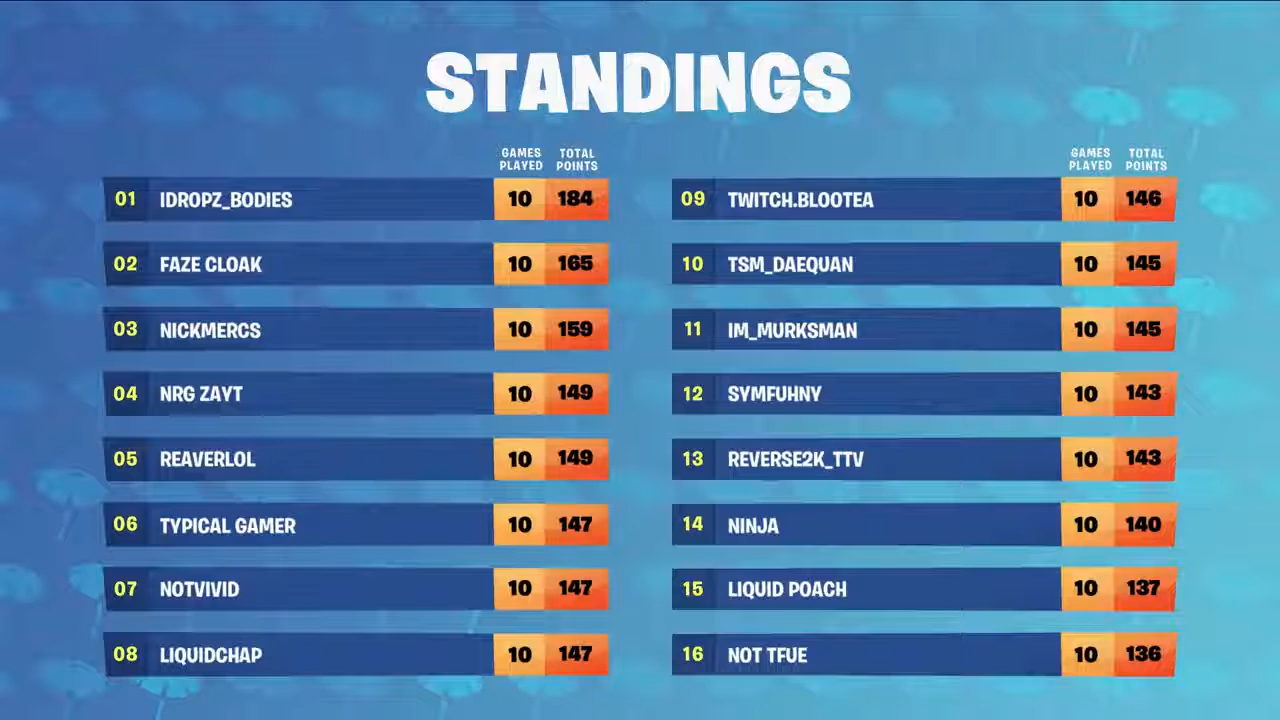 STANDINGS
GAMES PLAYED TOTAL POINTS
01 IDROPZ_BODIES 10 184
02 FAZE CLOAK 10 165
03 NICKMERCS 10 159
04 NRG ZAYT 10 149
05 REAVERLOL 10 149
06 TYPICAL GAMER 10 147
07 NOTVIVID 10 147
08 LIQUIDCHAP 10 147
GAMES PLAYED TOTAL POINTS
09 TWITCH.BLOOTEA 10 146
10 TSM_DAEQUAN 10 145
11 IM_MURKSMAN 10 145
12 SYMFUHNY 10 143
13 REVERSE2K_TTV 10 143
14 NINJA 10 140
15 LIQUID POACH 10 137
16 NOT TFUE 10 136